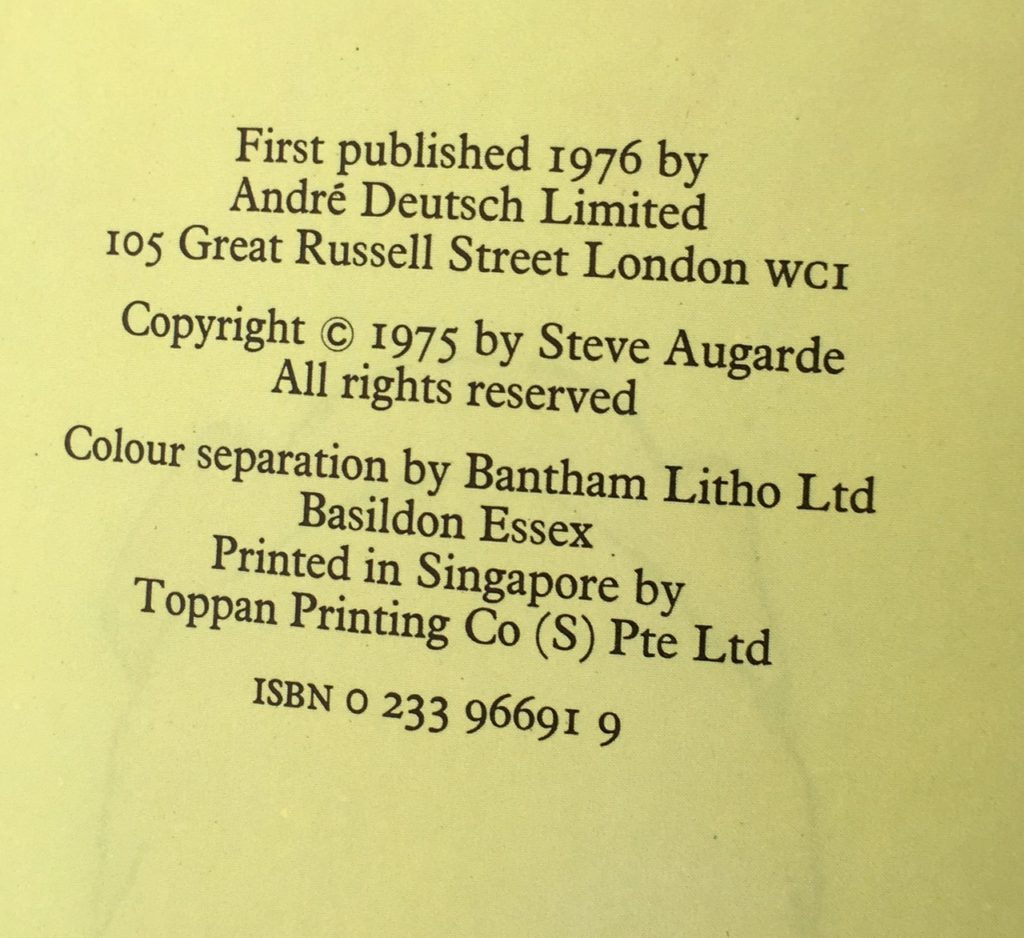 First published 1976 by
André Deutsch Limited
105 Great Russell Street London WC1
Copyright © 1975 by Steve Augarde
All rights reserved
Colour separation by Bantham Litho Ltd
Basildon Essex
Printed in Singapore by
Toppan Printing Co (S) Pte Ltd
ISBN 0 233 96691 9